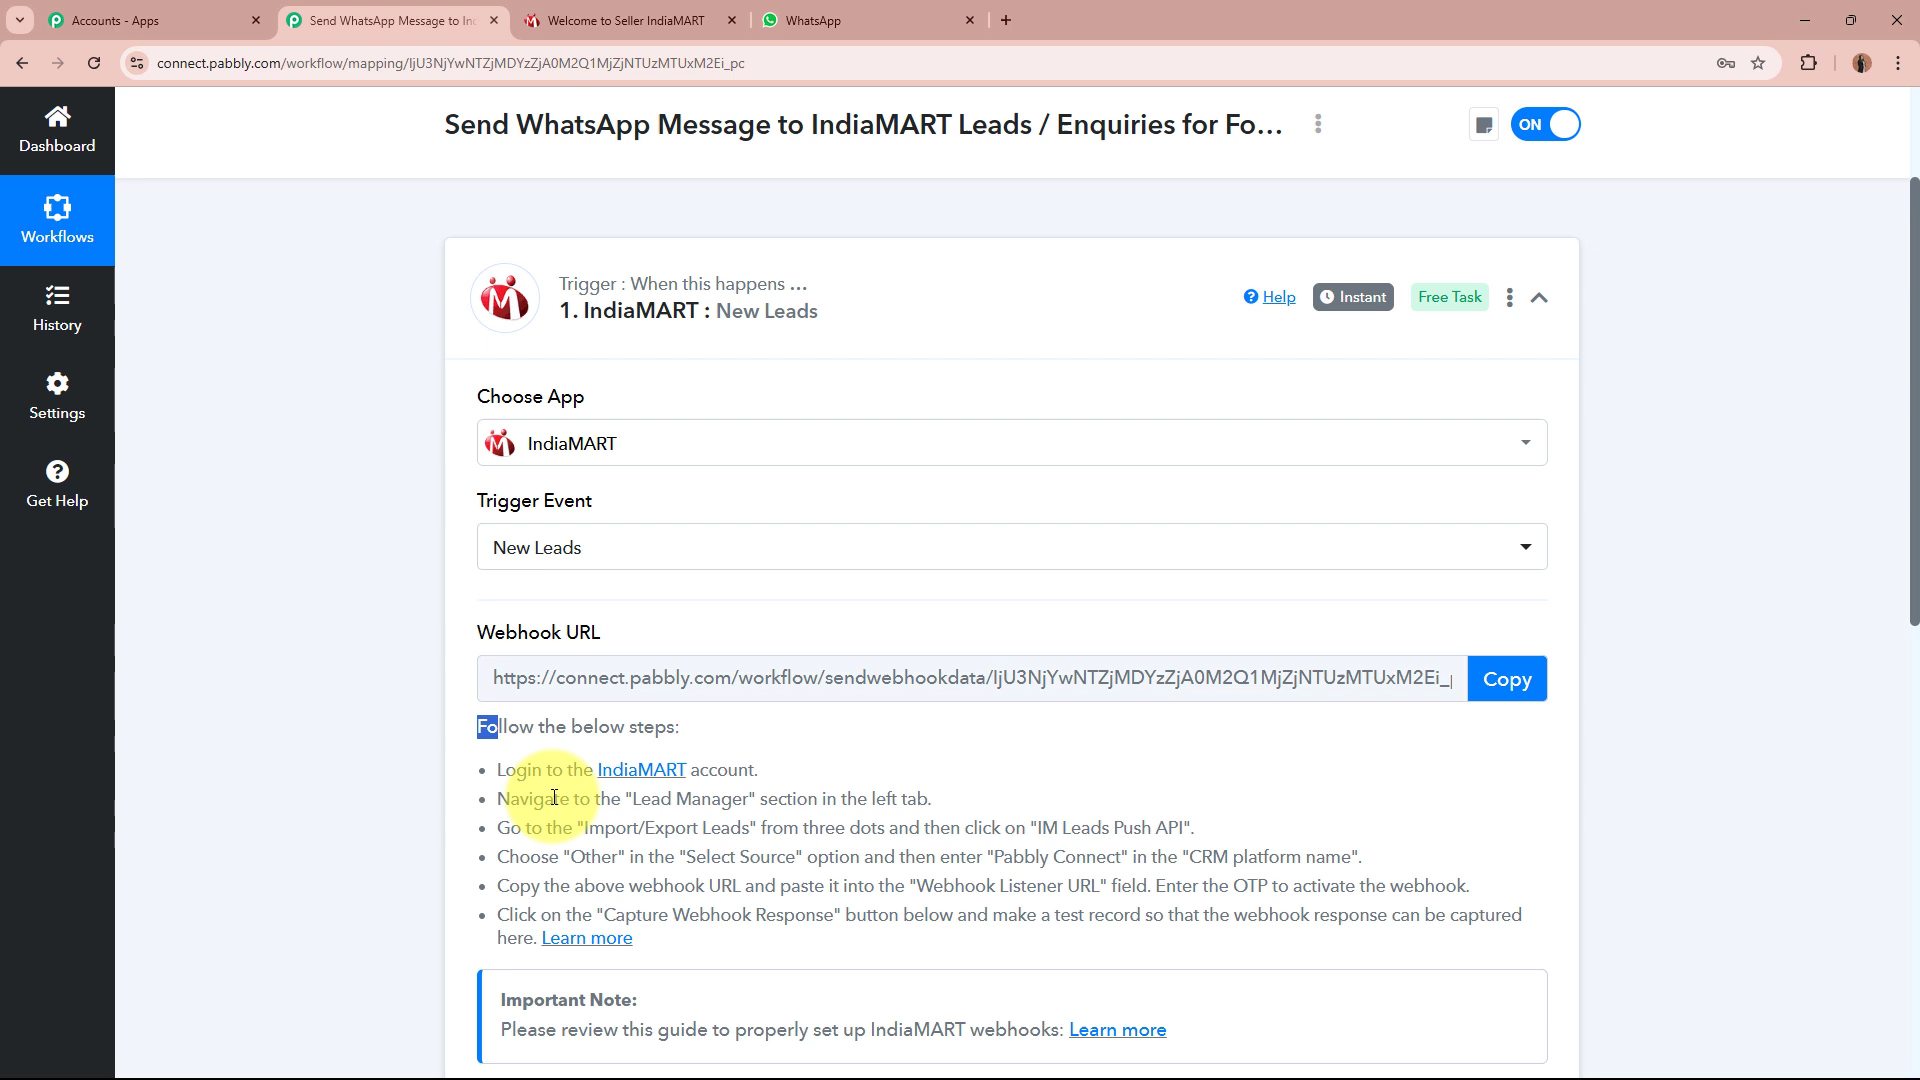 Accounts - Apps
Send WhatsApp Message to In
Welcome to Seller IndiaMART
WhatsApp
connect.pabbly.com/workflow/mapping/IjU3NjYwNTZjMDYzZjA0M2Q1MjZjNTUzMTUxM2Ei_pc
Send WhatsApp Message to IndiaMART Leads / Enquiries for Fo...
ON
Dashboard
Workflows
History
Settings
Get Help
Trigger : When this happens ...
1. IndiaMART : New Leads
Help
Instant
Free Task
Choose App
IndiaMART
Trigger Event
New Leads
Webhook URL
https://connect.pabbly.com/workflow/sendwebhookdata/IjU3NjYwNTZjMDYzZjA0M2Q1MjZjNTUzMTUxM2Ei_
Copy
Follow the below steps:
• Login to the IndiaMART account.
• Navigate to the "Lead Manager" section in the left tab.
• Go to the "Import/Export Leads" from three dots and then click on "IM Leads Push API".
• Choose "Other" in the "Select Source" option and then enter "Pabbly Connect" in the "CRM platform name".
• Copy the above webhook URL and paste it into the "Webhook Listener URL" field. Enter the OTP to activate the webhook.
• Click on the "Capture Webhook Response" button below and make a test record so that the webhook response can be captured
here. Learn more
Important Note:
Please review this guide to properly set up IndiaMART webhooks: Learn more